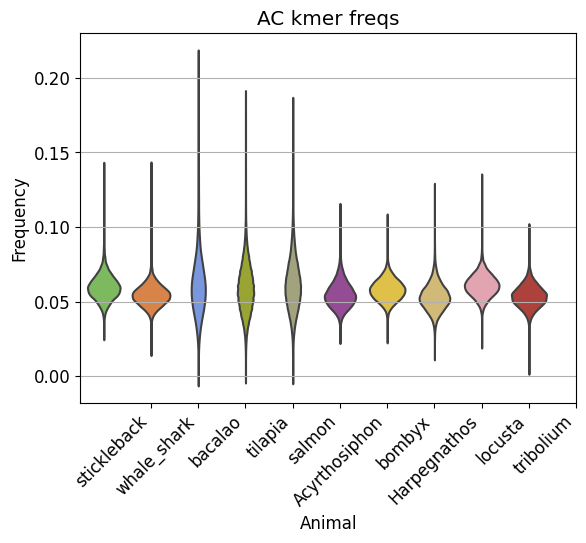 AC kmer freqs
Frequency
0.20
0.15
0.10
0.05
0.00
stickleback
whale_shark
bacalao
tilapia
salmon
Acyrthosiphon
bombyx
Harpegnathos
locusta
tribolium
Animal